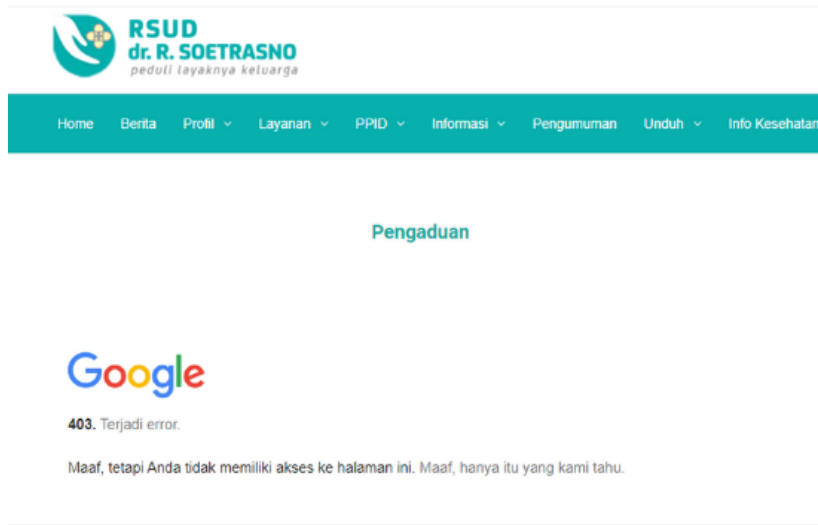 RSUD
dr. R. SOETRASNO
peduli layaknya keluarga
Home Berita Profil Layanan PPID Informasi Pengumuman Unduh Info Kesehatan
Pengaduan
Google
403. Terjadi error.
Maaf, tetapi Anda tidak memiliki akses ke halaman ini. Maaf, hanya itu yang kami tahu.